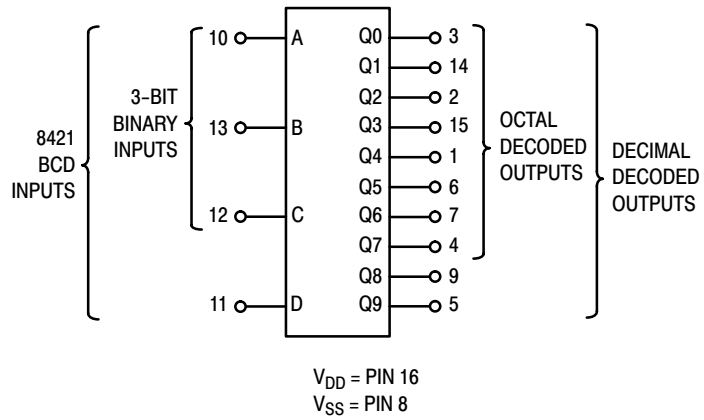 10 A Q0 3
Q1 14
3-BIT
BINARY
INPUTS
Q2 2
8421
BCD
INPUTS
13 B Q3 15
OCTAL
DECODED
OUTPUTS
DECIMAL
DECODED
OUTPUTS
Q4 1
Q5 6
12 C Q6 7
Q7 4
Q8 9
11 D Q9 5
VDD = PIN 16
VSS = PIN 8